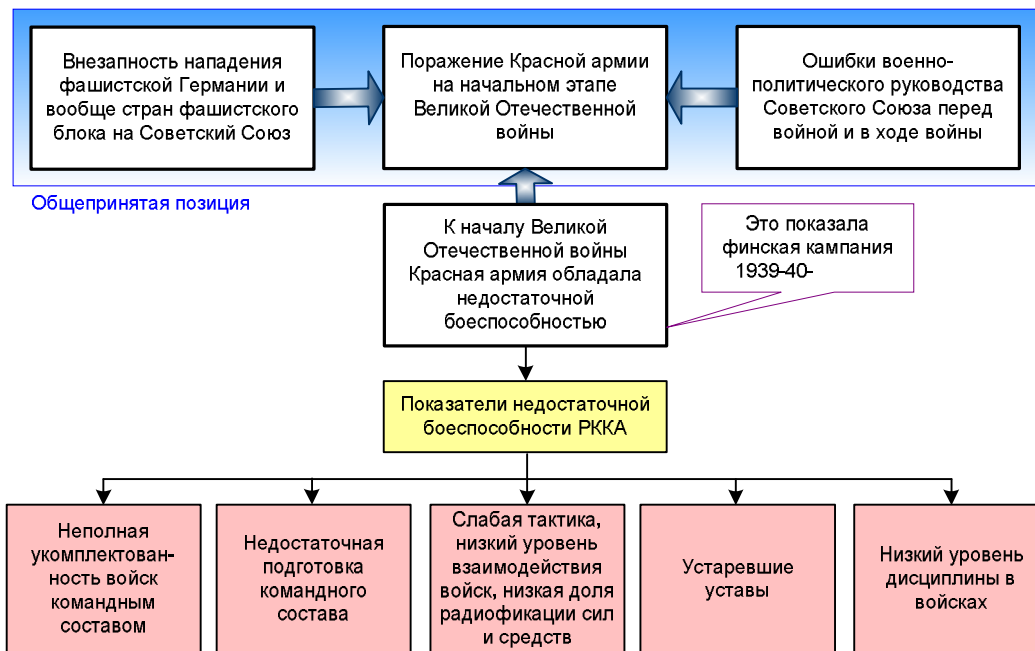 Внезапность нападения
фашистской Германии и
вообще стран фашистского
блока на Советский Союз
Поражение Красной армии
на начальном этапе
Великой Отечественной
войны
Ошибки военно-
политического руководства
Советского Союза перед
войной и в ходе войны
Общепринятая позиция
К началу Великой
Отечественной войны
Красная армия обладала
недостаточной
боеспособностью
Это показала
финская кампания
1939-40-
Показатели недостаточной
боеспособности РККА
Неполная
укомплектован-
ность войск
командным
составом
Недостаточная
подготовка
командного
состава
Слабая тактика,
низкий уровень
взаимодействия
войск, низкая доля
радиофикации сил
и средств
Устаревшие
уставы
Низкий уровень
дисциплины в
войсках